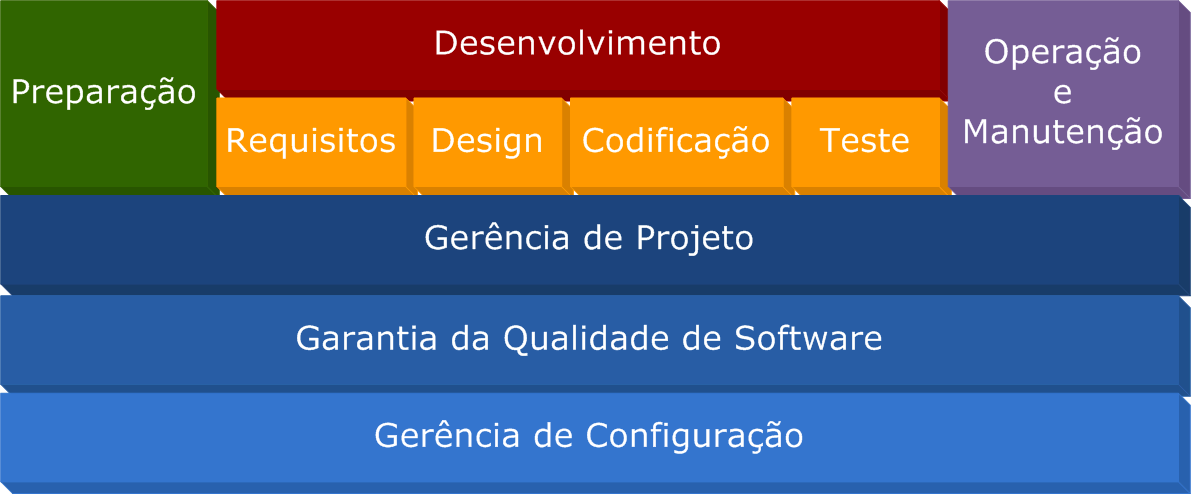 Preparação
Desenvolvimento
Requisitos
Design
Codificação
Teste
Operação
e
Manutenção
Gerência de Projeto
Garantia da Qualidade de Software
Gerência de Configuração